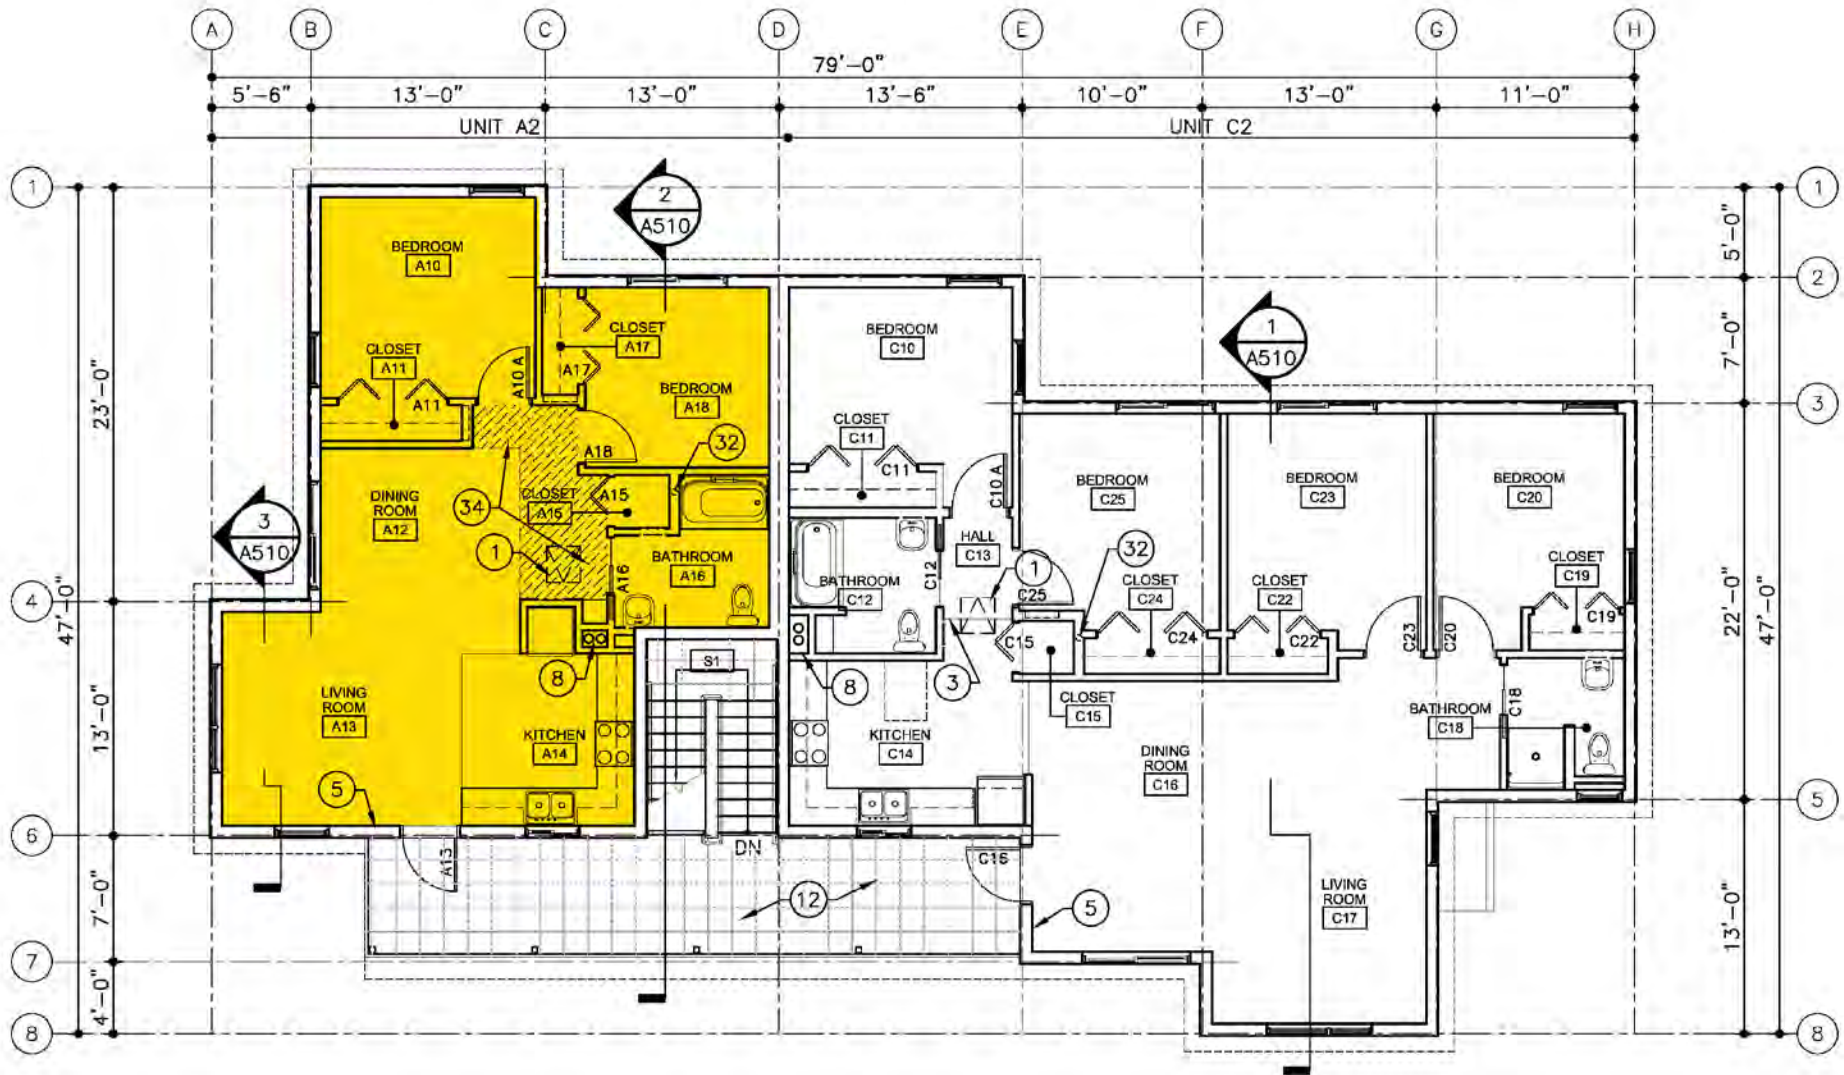 A B C D E F G H
79'-0"
5'-6" 13'-0" 13'-0" 13'-6" 10'-0" 13'-0" 11'-0"
UNIT A2 UNIT C2
1 1
2
A510
5'-0"
BEDROOM
A10
2
1
A510
7'-0"
CLOSET
A17
BEDROOM
C10
CLOSET
A11
A10 A
A17
BEDROOM
A18
A11
3
23'-0"
CLOSET
C11
32
A18
C11
C10 A
BEDROOM
C25
BEDROOM
C23
BEDROOM
C20
DINING
ROOM
A12
34
CLOSET
A15
A15
3
A510
1
BATHROOM
A16
A16
HALL
C13
C12
32
1
BATHROOM
C12
C25
CLOSET
C24
CLOSET
C22
CLOSET
C19
4
47'-0"
22'-0"
47'-0"
C15
C24
C22
C23
C20
C19
S1
8
8
3
LIVING
ROOM
A13
13'-0"
CLOSET
C15
BATHROOM
C18
C18
KITCHEN
A14
KITCHEN
C14
DINING
ROOM
C16
5
5
6
DN
A13
C16
12
5
LIVING
ROOM
C17
7'-0"
13'-0"
7
4'-0"
8 8